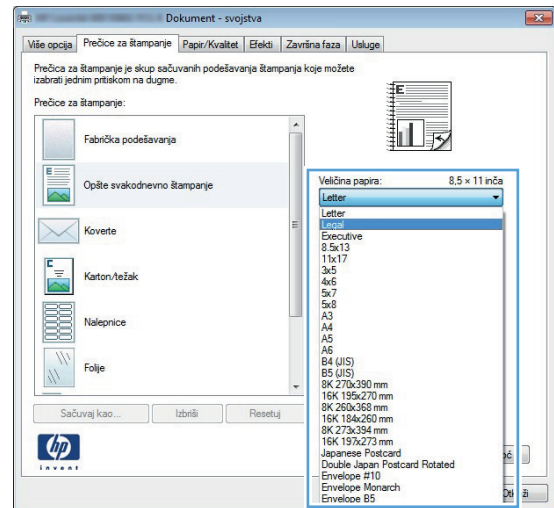 Dokument - svojstva
Više opcija
Prečice za štampanje
Papir/Kvalitet
Efekti
Završna faza
Usluge
Prečica za štampanje je skup sačuvanih podešavanja štampanja koje možete
izabrati jednim pritiskom na dugme.
Prečice za štampanje:
Fabrička podešavanja
E
Opšte svakodnevno štampanje
Koverte
C
Karton/težak
Nalepnice
Folije
Sačuvaj kao...
Izbriši
Resetuj
hp
invent
E
Veličina papira:
8,5 × 11 inča
Letter
Letter
Legal
Executive
8.5x13
11x17
3x5
4x6
5x7
5x8
A3
A4
A5
A6
B4 (JIS)
B5 (JIS)
8K 270x390 mm
16K 195x270 mm
8K 260x368 mm
16K 184x260 mm
8K 273x394 mm
16K 197x273 mm
Japanese Postcard
Double Japan Postcard Rotated
Envelope #10
Envelope Monarch
Envelope B5